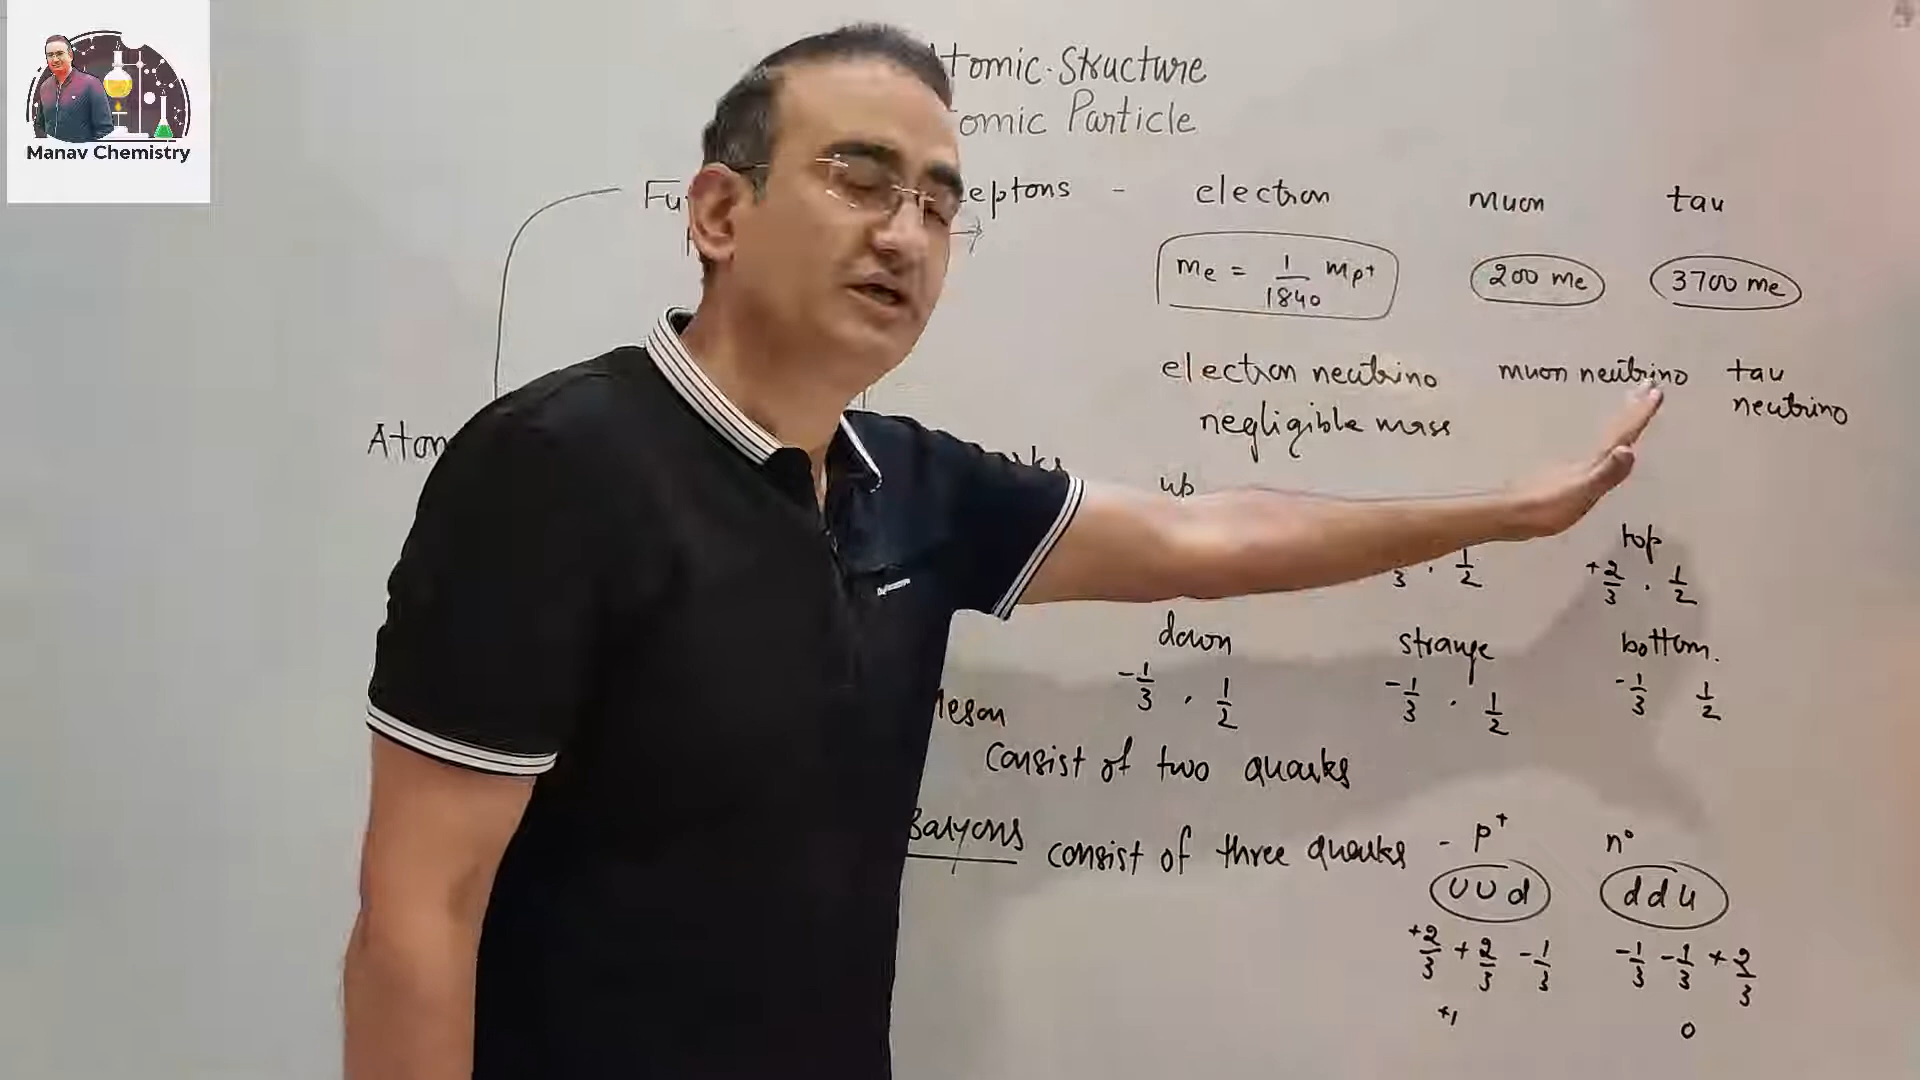 Manav Chemistry
tomic Structure
omic Particle
Fu eptons - electron muon tau
me = 1/1840 mp+ 200 me 3700 me
electron neutrino muon neutrino tau
neutrino
negligible mass
Atom
up
top
3 . 1/2 +2/3 . 1/2
down strange bottom.
-1/3 . 1/2 -1/3 . 1/2 -1/3 1/2
Meson
Consist of two quarks
Baryons consist of three quarks - p+ n°
U U d d d u
+2/3 + 2/3 - 1/3 -1/3 - 1/3 + 2/3
+1 0